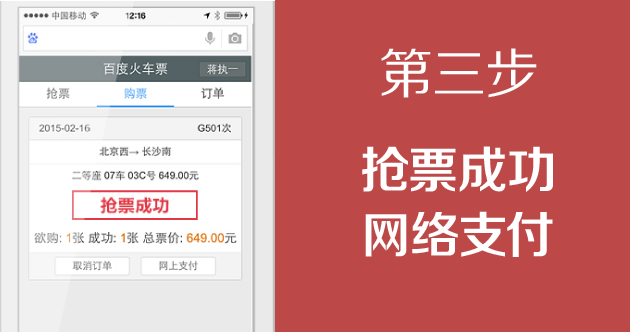 中国移动 12:16
百度火车票 蒋执一
抢票 购票 订单
2015-02-16 G501次
北京西→长沙南
二等座 07车 03C号 649.00元
抢票成功
欲购: 1张 成功: 1张 总票价: 649.00元
取消订单 网上支付
第三步
抢票成功
网络支付